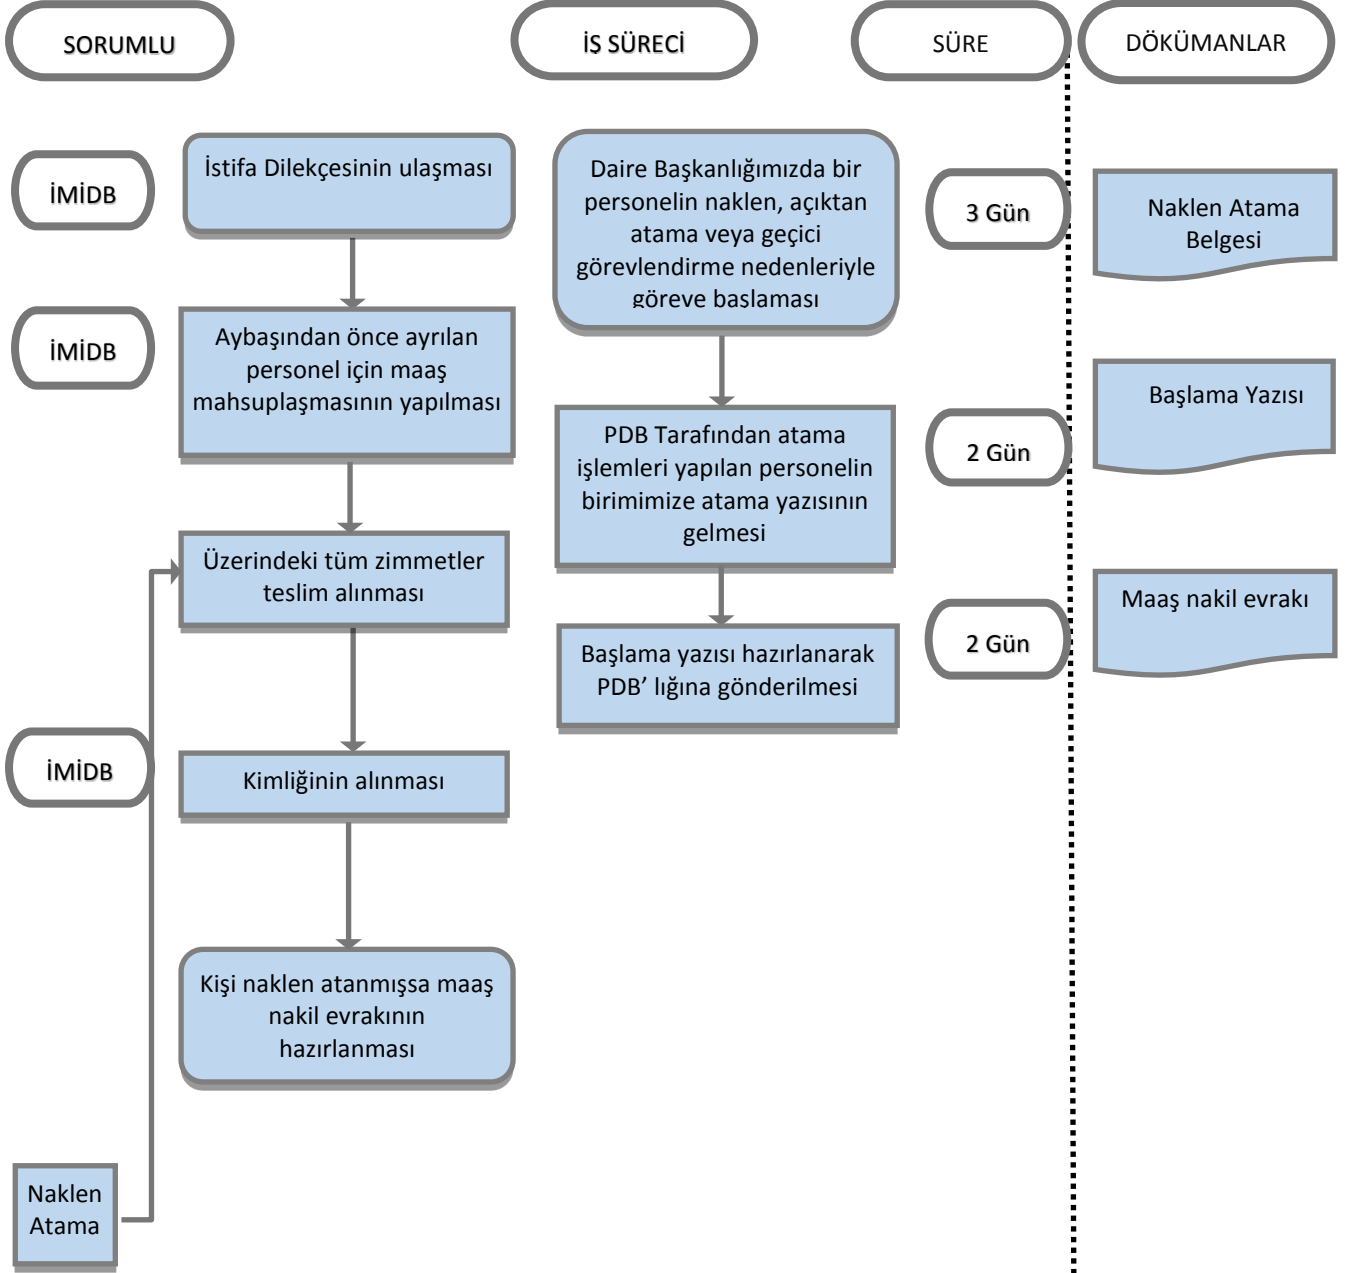 SORUMLU
İŞ SÜRECİ
SÜRE
DÖKÜMANLAR
İMİDB
İstifa Dilekçesinin ulaşması
İMİDB
Aybaşından önce ayrılan
personel için maaş
mahsuplaşmasının yapılması
Üzerindeki tüm zimmetler
teslim alınması
İMİDB
Kimliğinin alınması
Kişi naklen atanmışsa maaş
nakil evrakının
hazırlanması
Naklen
Atama
Daire Başkanlığımızda bir
personelin naklen, açıktan
atama veya geçici
görevlendirme nedenleriyle
göreve başlaması
PDB Tarafından atama
işlemleri yapılan personelin
birimimize atama yazısının
gelmesi
Başlama yazısı hazırlanarak
PDB’ lığına gönderilmesi
3 Gün
2 Gün
2 Gün
Naklen Atama
Belgesi
Başlama Yazısı
Maaş nakil evrakı